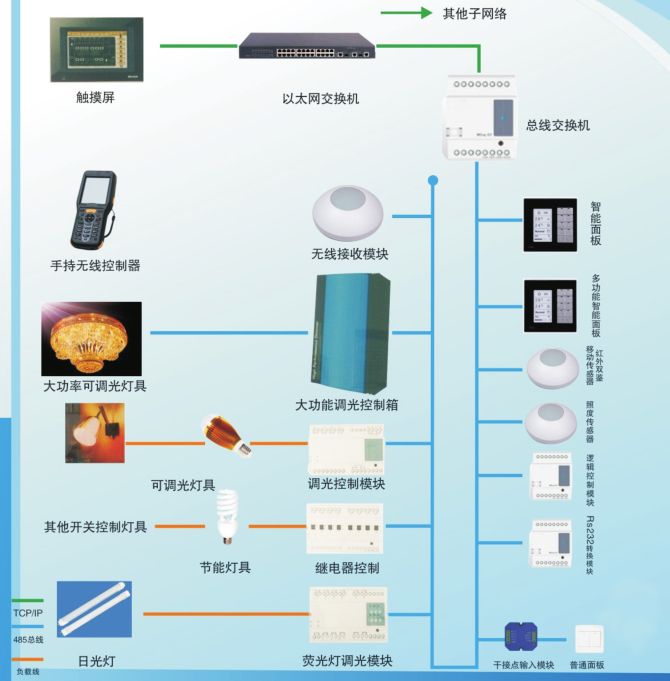 其他子网络
触摸屏
以太网交换机
总线交换机
手持无线控制器
无线接收模块
智能面板
多功能智能面板
大功率可调光灯具
大功能调光控制箱
红外双鉴
移动传感器
照度传感器
可调光灯具
调光控制模块
逻辑控制模块
其他开关控制灯具
节能灯具
继电器控制
Rs232转换模块
TCP/IP
485总线
负载线
日光灯
荧光灯调光模块
干接点输入模块
普通面板